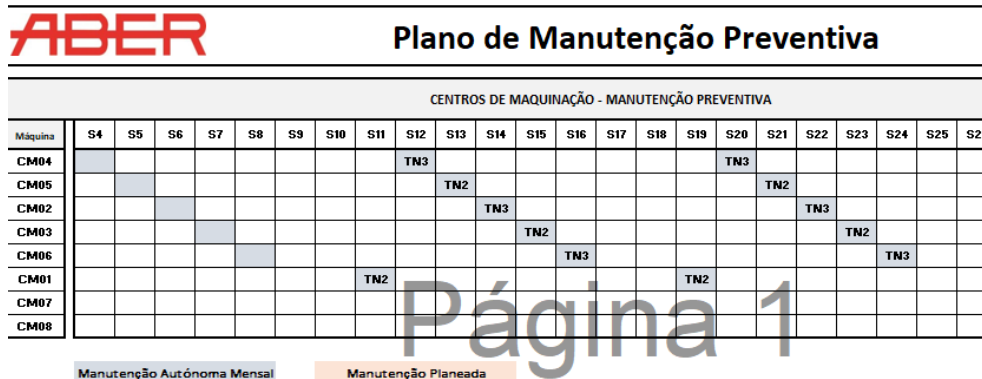 ABER
Plano de Manutenção Preventiva
CENTROS DE MAQUINAÇÃO - MANUTENÇÃO PREVENTIVA
Máquina S4 S5 S6 S7 S8 S9 S10 S11 S12 S13 S14 S15 S16 S17 S18 S19 S20 S21 S22 S23 S24 S25 S2
CM04 TN3 TN3
CM05 TN2 TN2
CM02 TN3 TN3
CM03 TN2 TN2
CM06 TN3 TN3
CM01 TN2 TN2
CM07
CM08
Página 1
Manutenção Autónoma Mensal Manutenção Planeada